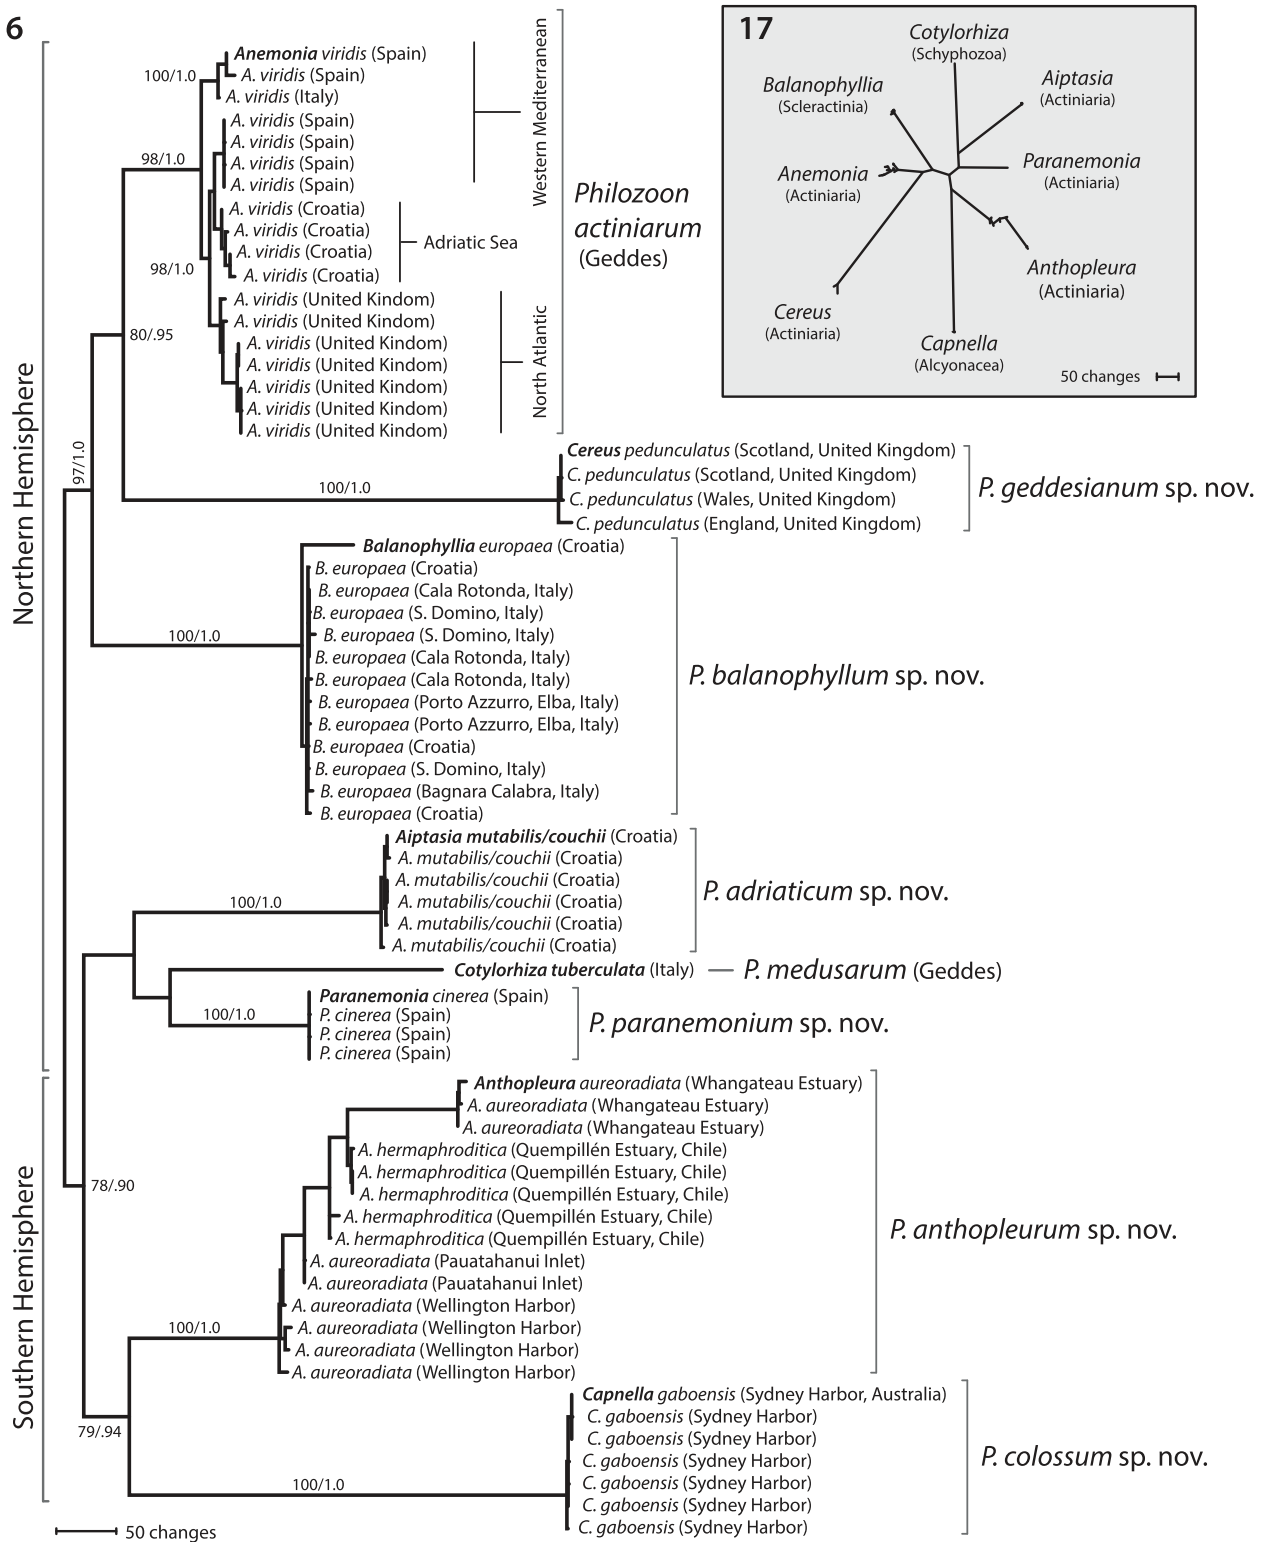 6
Northern Hemisphere
Southern Hemisphere
Anemonia viridis (Spain)
A. viridis (Spain)
A. viridis (Italy)
A. viridis (Spain)
A. viridis (Spain)
A. viridis (Spain)
A. viridis (Spain)
A. viridis (Croatia)
A. viridis (Croatia)
A. viridis (Croatia)
A. viridis (Croatia)
A. viridis (United Kindom)
A. viridis (United Kindom)
A. viridis (United Kindom)
A. viridis (United Kindom)
A. viridis (United Kindom)
A. viridis (United Kindom)
A. viridis (United Kindom)
100/1.0
98/1.0
98/1.0
80/.95
97/1.0
Western Mediterranean
Adriatic Sea
North Atlantic
Philozoon
actiniarum
(Geddes)
100/1.0
Cereus pedunculatus (Scotland, United Kingdom)
C. pedunculatus (Scotland, United Kingdom)
C. pedunculatus (Wales, United Kingdom)
C. pedunculatus (England, United Kingdom)
P. geddesianum sp. nov.
100/1.0
Balanophyllia europaea (Croatia)
B. europaea (Croatia)
B. europaea (Cala Rotonda, Italy)
B. europaea (S. Domino, Italy)
B. europaea (S. Domino, Italy)
B. europaea (Cala Rotonda, Italy)
B. europaea (Cala Rotonda, Italy)
B. europaea (Porto Azzurro, Elba, Italy)
B. europaea (Porto Azzurro, Elba, Italy)
B. europaea (Croatia)
B. europaea (S. Domino, Italy)
B. europaea (Bagnara Calabra, Italy)
B. europaea (Croatia)
P. balanophyllum sp. nov.
100/1.0
Aiptasia mutabilis/couchii (Croatia)
A. mutabilis/couchii (Croatia)
A. mutabilis/couchii (Croatia)
A. mutabilis/couchii (Croatia)
A. mutabilis/couchii (Croatia)
A. mutabilis/couchii (Croatia)
P. adriaticum sp. nov.
Cotylorhiza tuberculata (Italy)
P. medusarum (Geddes)
100/1.0
Paranemonia cinerea (Spain)
P. cinerea (Spain)
P. cinerea (Spain)
P. cinerea (Spain)
P. paranemonium sp. nov.
78/.90
100/1.0
Anthopleura aureoradiata (Whangateau Estuary)
A. aureoradiata (Whangateau Estuary)
A. aureoradiata (Whangateau Estuary)
A. hermaphroditica (Quempillén Estuary, Chile)
A. hermaphroditica (Quempillén Estuary, Chile)
A. hermaphroditica (Quempillén Estuary, Chile)
A. hermaphroditica (Quempillén Estuary, Chile)
A. hermaphroditica (Quempillén Estuary, Chile)
A. aureoradiata (Pauatahanui Inlet)
A. aureoradiata (Pauatahanui Inlet)
A. aureoradiata (Wellington Harbor)
A. aureoradiata (Wellington Harbor)
A. aureoradiata (Wellington Harbor)
A. aureoradiata (Wellington Harbor)
P. anthopleurum sp. nov.
79/.94
100/1.0
Capnella gaboensis (Sydney Harbor, Australia)
C. gaboensis (Sydney Harbor)
C. gaboensis (Sydney Harbor)
C. gaboensis (Sydney Harbor)
C. gaboensis (Sydney Harbor)
C. gaboensis (Sydney Harbor)
C. gaboensis (Sydney Harbor)
P. colossum sp. nov.
50 changes
17
Cotylorhiza
(Schyphozoa)
Balanophyllia
(Scleractinia)
Aiptasia
(Actiniaria)
Anemonia
(Actiniaria)
Paranemonia
(Actiniaria)
Anthopleura
(Actiniaria)
Cereus
(Actiniaria)
Capnella
(Alcyonacea)
50 changes